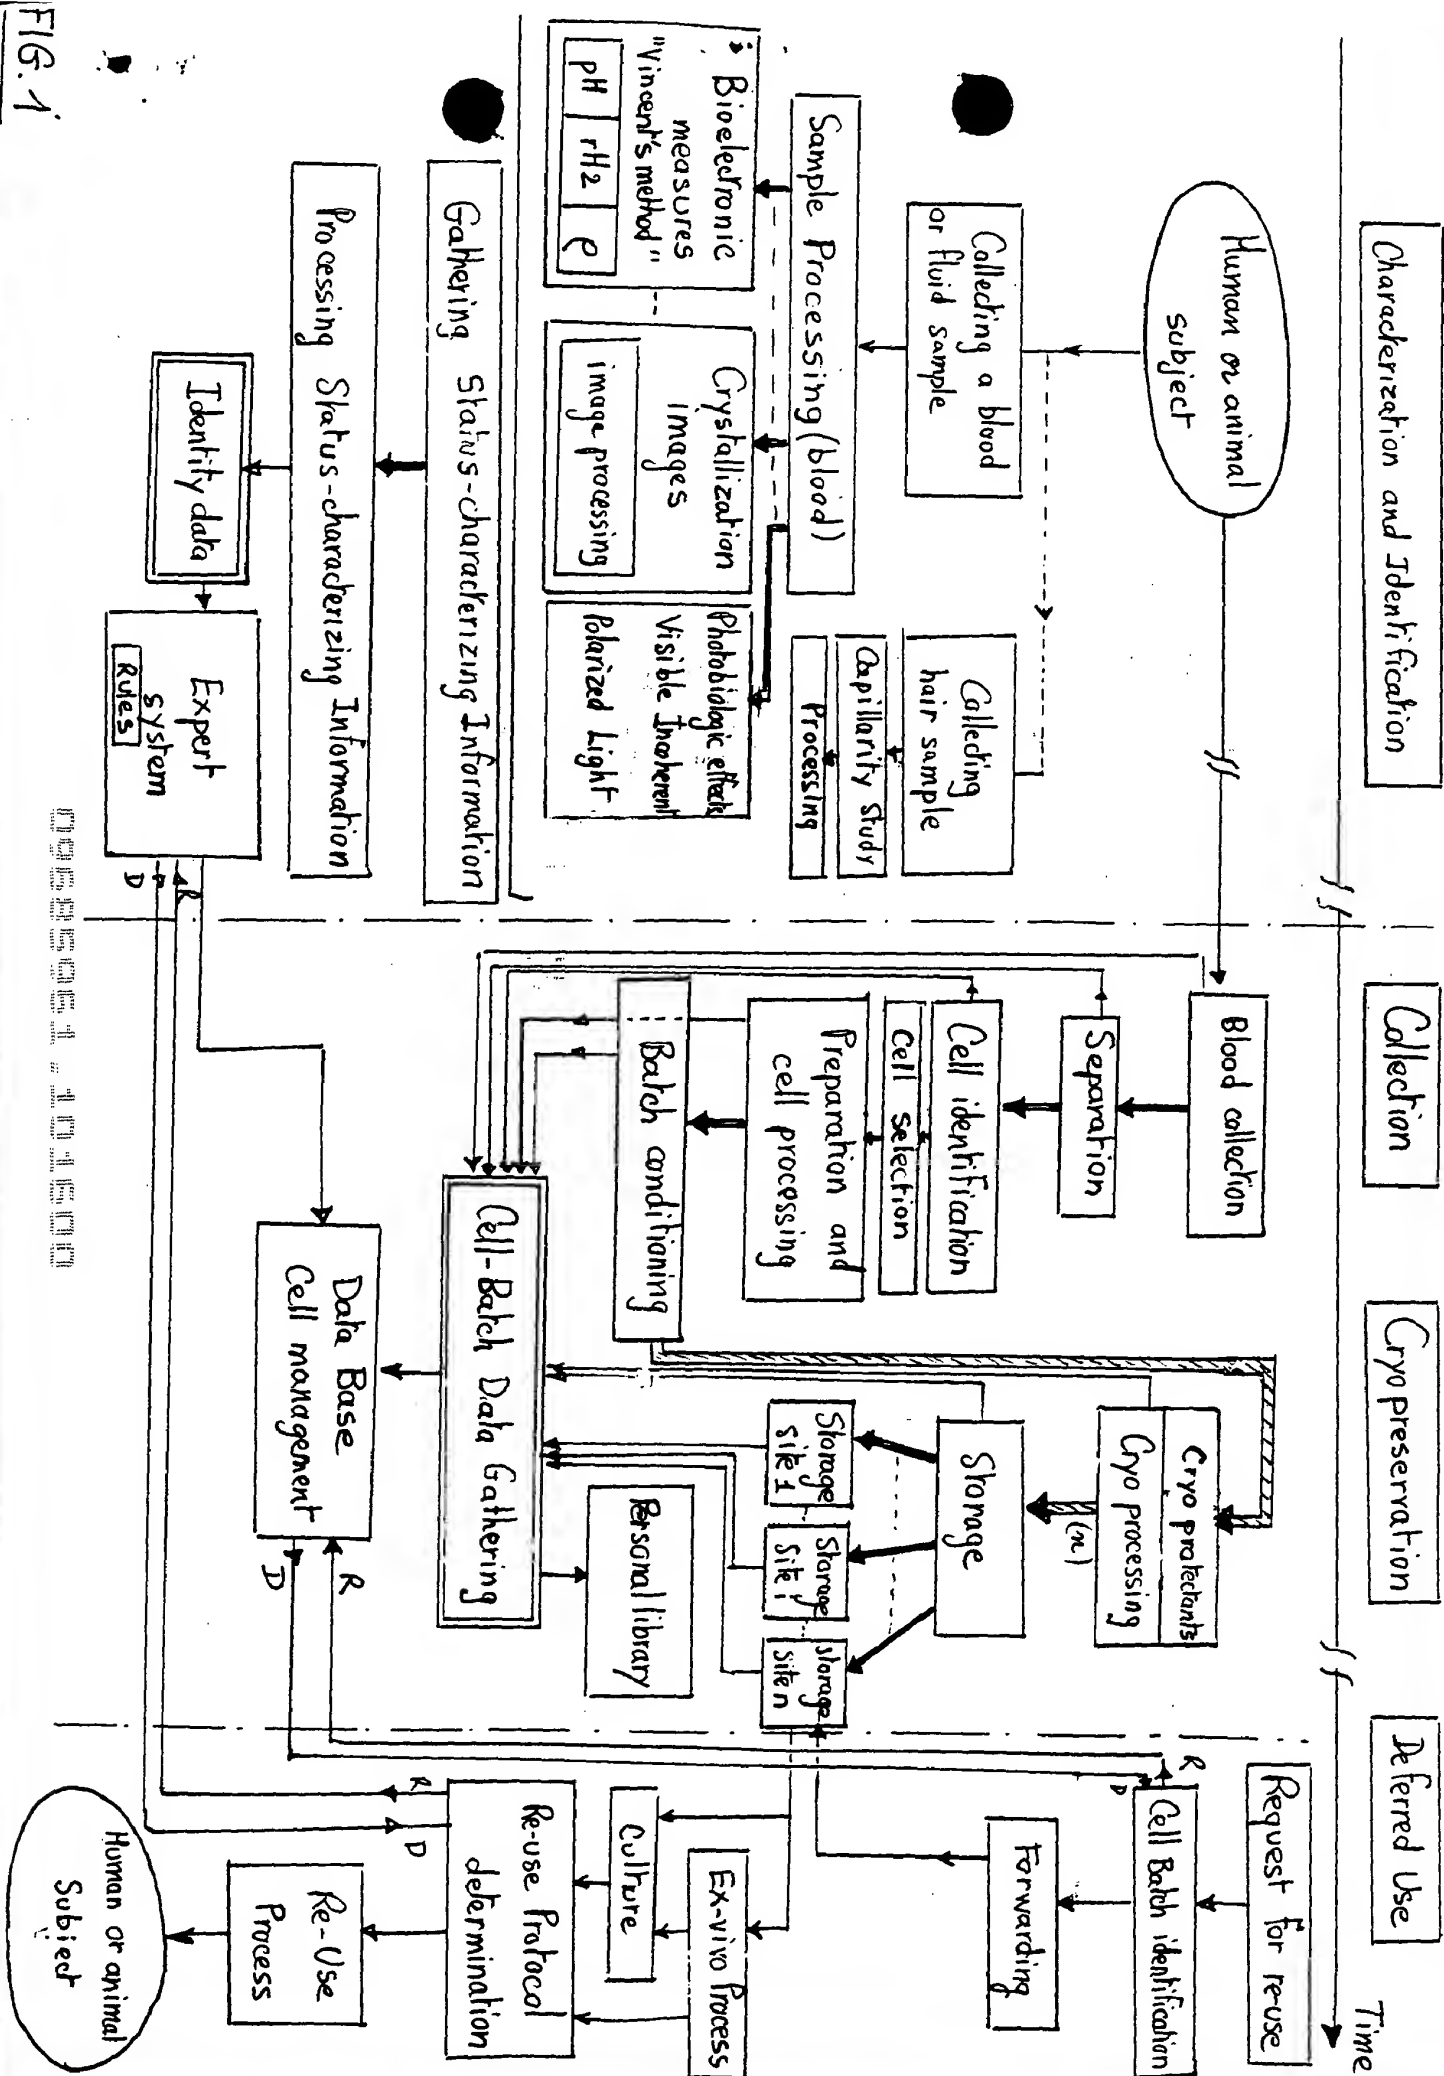 Characterization and Identification
Collection
Cryopreservation
Deferred Use
Time
Human or animal
subject
Collecting a blood
or fluid sample
Collecting
hair sample
Capillarity study
Processing
Sample Processing (blood)
Bioelectronic
measures
"Vincent's method"
pH
rH2
ρ
Crystallization
images
image processing
Photobiologic effects
Visible Incoherent
Polarized Light
Gathering Status-characterizing Information
Processing Status-characterizing Information
Identity data
Expert
system
Rules
R
D
Blood collection
Separation
Cell identification
Cell selection
Preparation and
cell processing
Batch conditioning
Cell-Batch Data Gathering
Data Base
Cell management
R
D
Cryo protectants
Cryo processing
(n)
Storage
Storage
site 1
Storage
site i
storage
site n
Personal library
Request for re-use
R
D
Cell Batch identification
Forwarding
Ex-vivo Process
Culture
Re-use Protocol
determination
R
D
Re-Use
Process
Human or animal
Subject
09685061.101600
FIG. 1